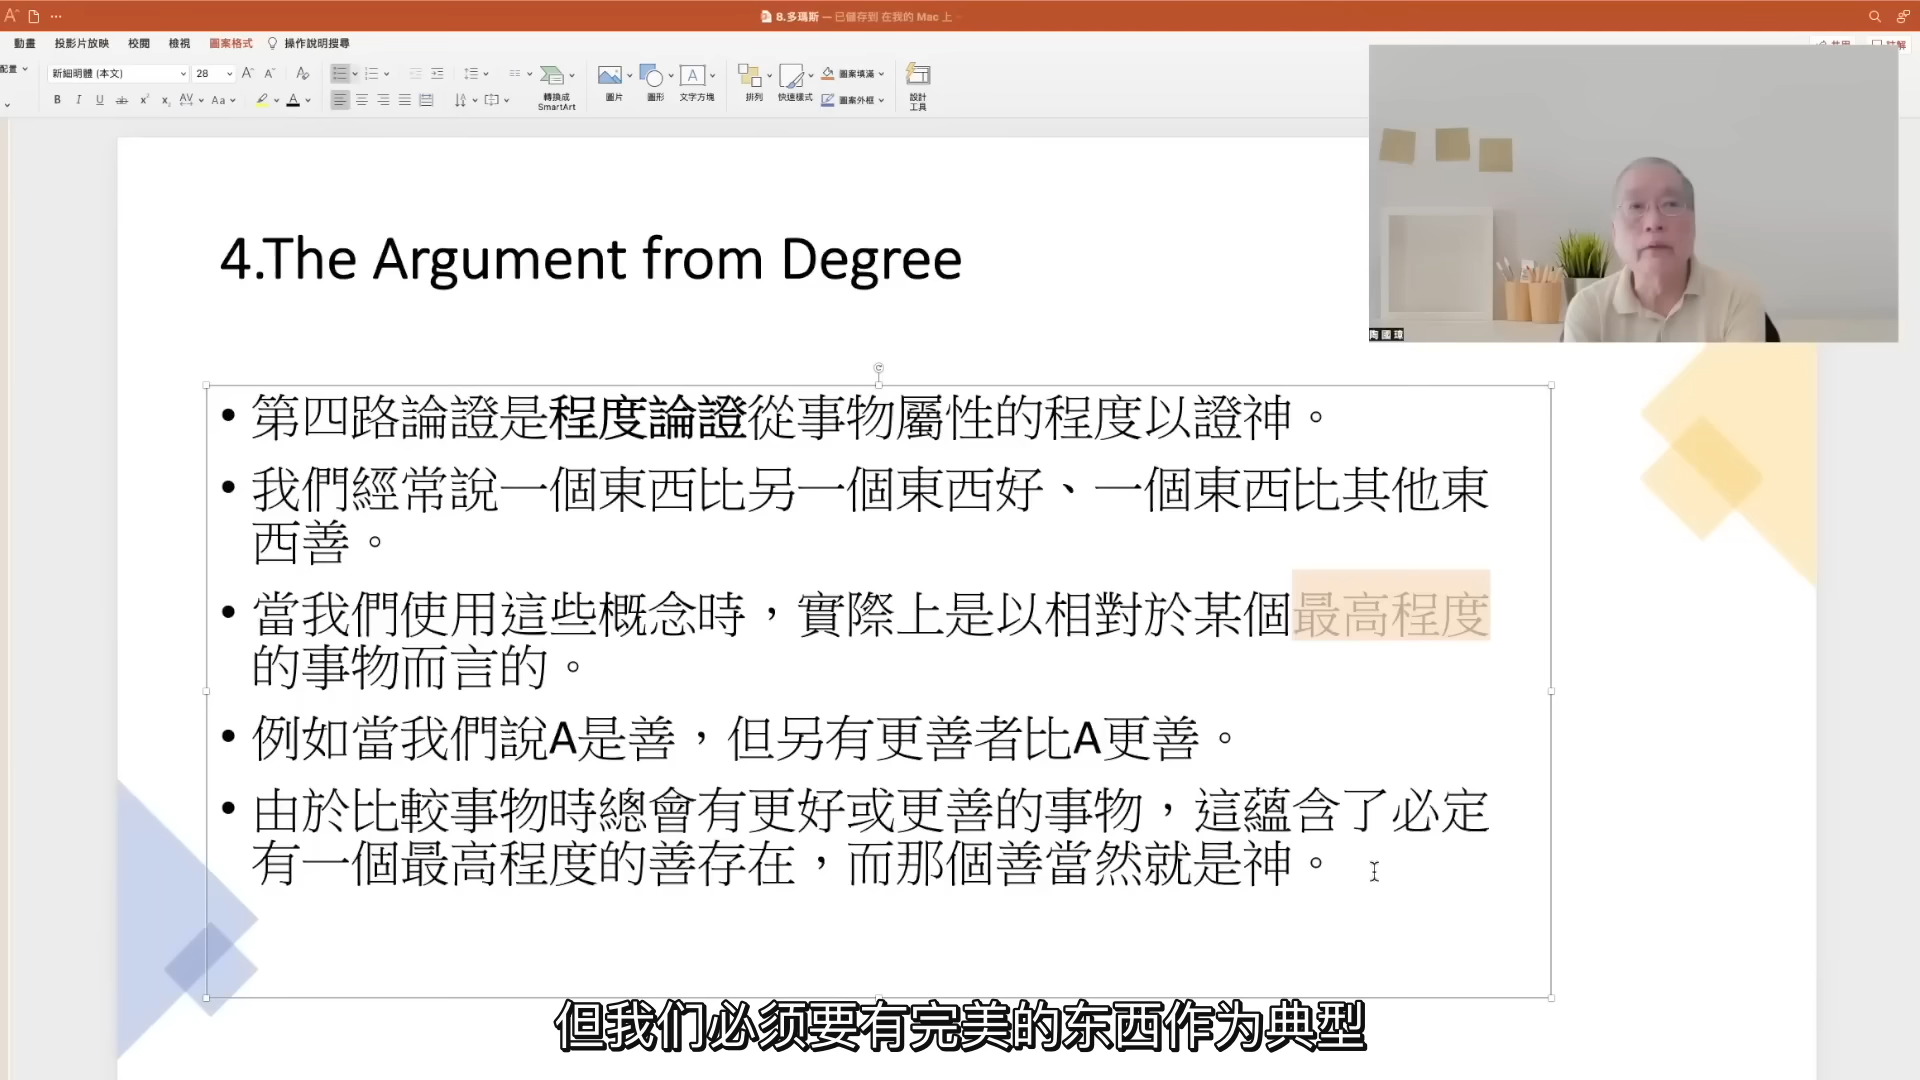 8.多瑪斯 — 已儲存到 在我的 Mac 上
動畫 投影片放映 校閱 檢視 圖案格式 操作說明搜尋
共用 註解
配置 新細明體 (本文) 28
轉換成 SmartArt 圖片 圖形 文字方塊 排列 快速樣式 圖案填滿 圖案外框 設計工具
陶國璋
4.The Argument from Degree
• 第四路論證是程度論證從事物屬性的程度以證神。
• 我們經常說一個東西比另一個東西好、一個東西比其他東
西善。
• 當我們使用這些概念時，實際上是以相對於某個最高程度
的事物而言的。
• 例如當我們說A是善，但另有更善者比A更善。
• 由於比較事物時總會有更好或更善的事物，這蘊含了必定
有一個最高程度的善存在，而那個善當然就是神。
但我们必须要有完美的东西作为典型